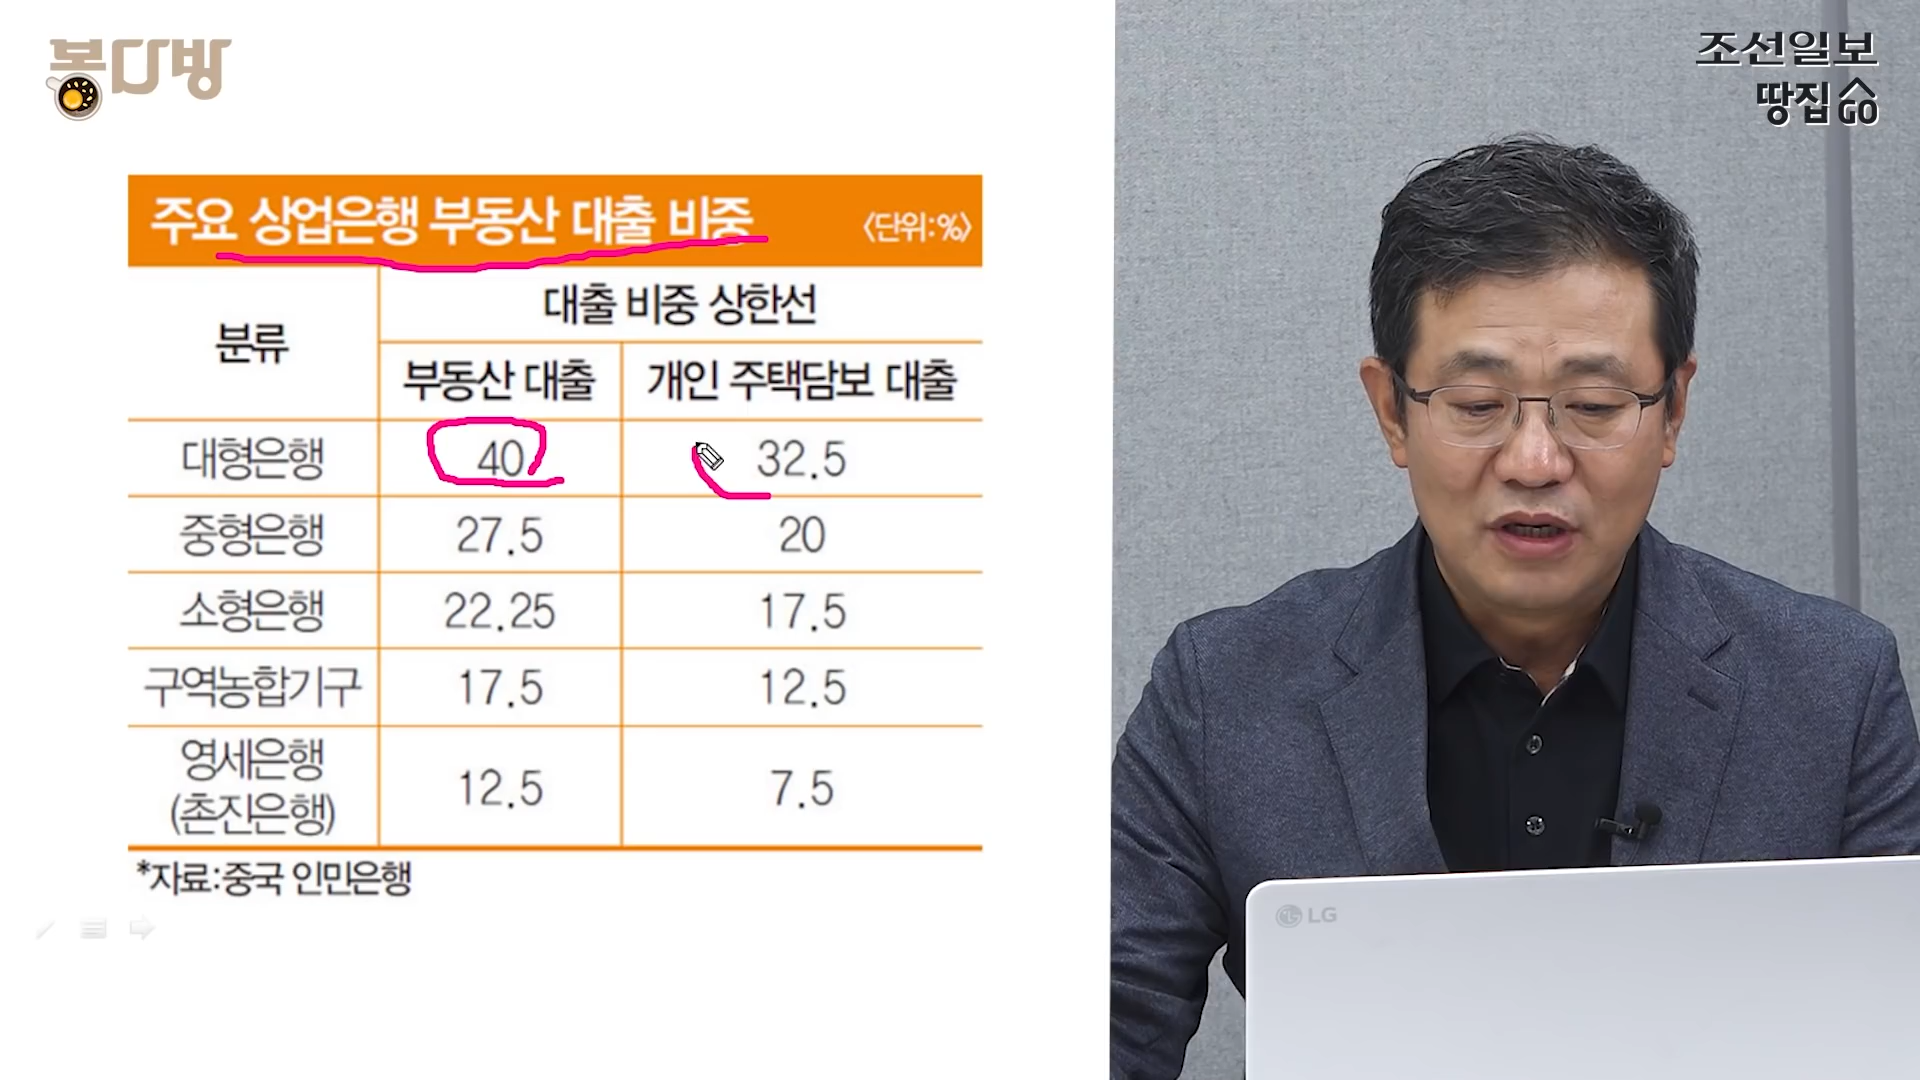 봉다방
조선일보
땅집GO
주요 상업은행 부동산 대출 비중 〈단위:%〉
분류
대출 비중 상한선
부동산 대출 개인 주택담보 대출
대형은행 40 32.5
중형은행 27.5 20
소형은행 22.25 17.5
구역농합기구 17.5 12.5
영세은행
(촌진은행) 12.5 7.5
*자료:중국 인민은행
LG